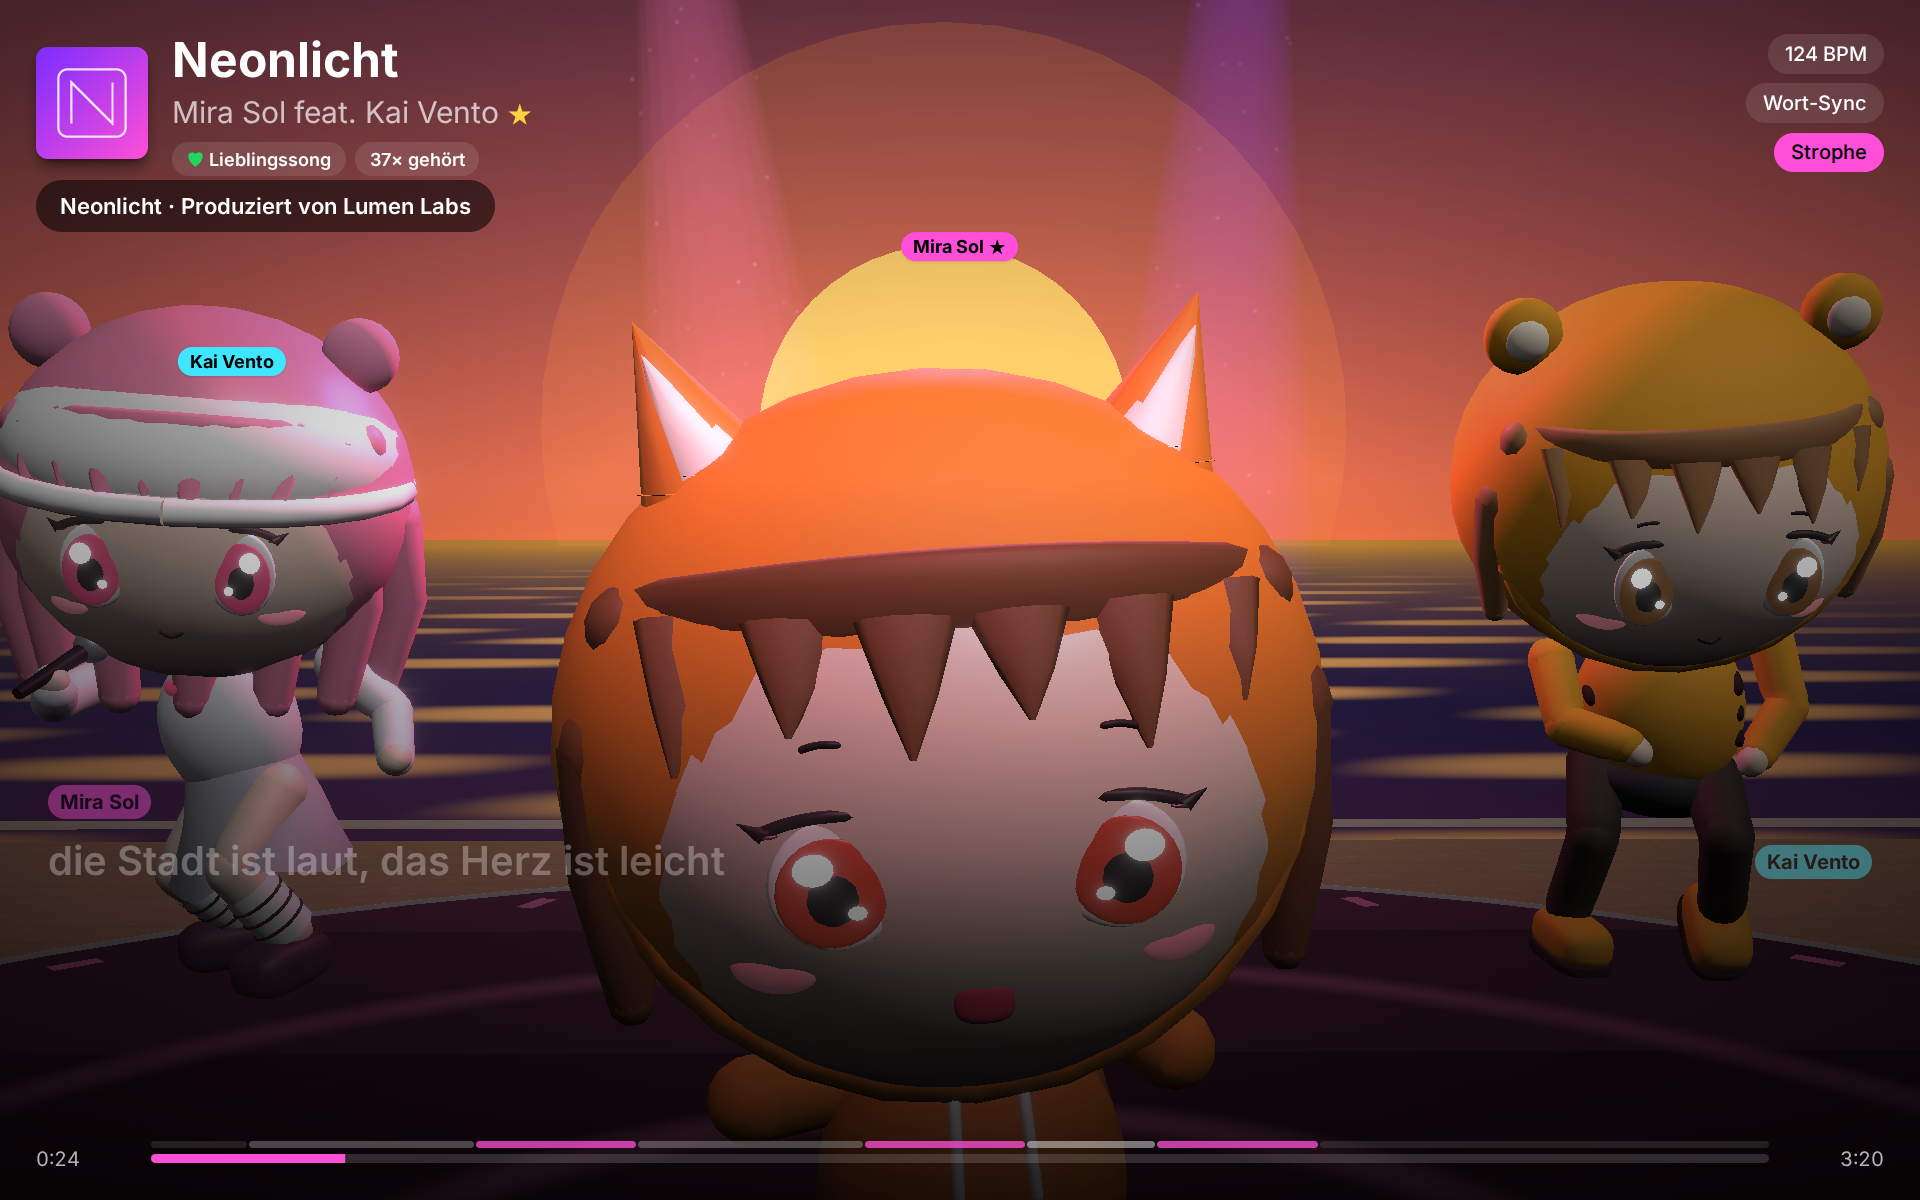 N
Neonlicht
Mira Sol feat. Kai Vento ★
Lieblingssong
37× gehört
Neonlicht · Produziert von Lumen Labs
124 BPM
Wort-Sync
Strophe
Mira Sol ★
Kai Vento
Mira Sol
die Stadt ist laut, das Herz ist leicht
Kai Vento
0:24
3:20